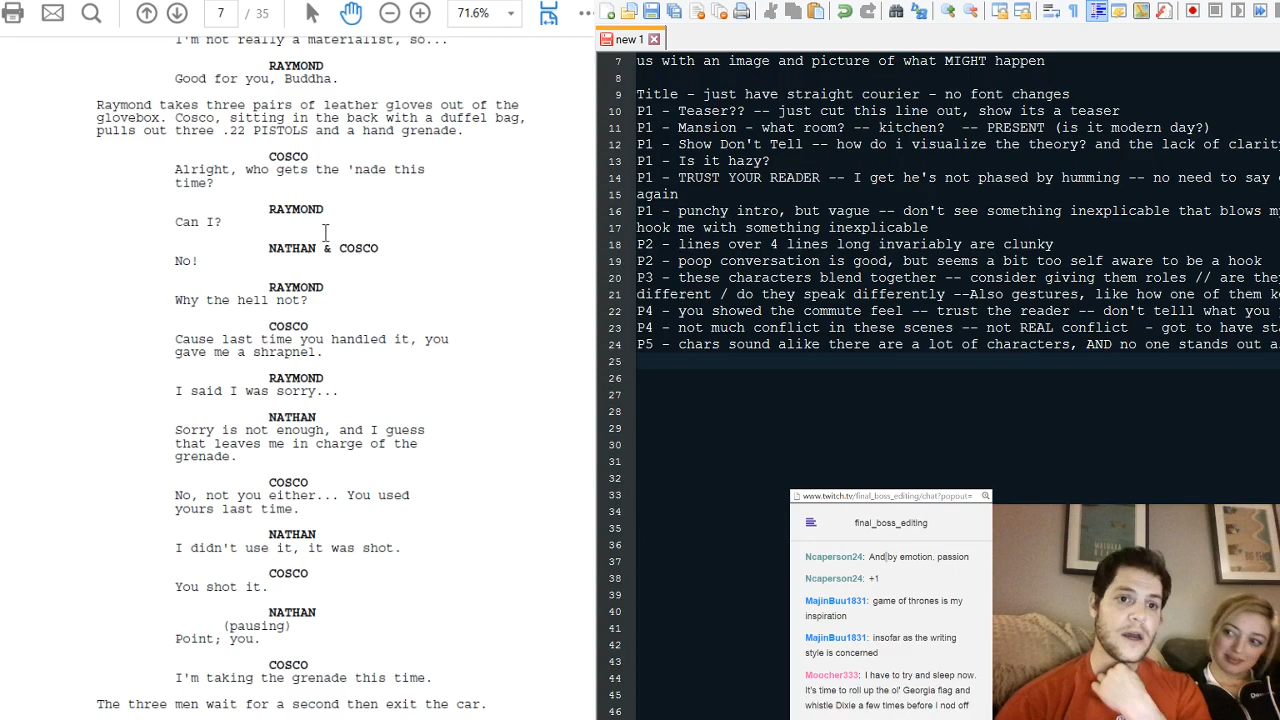 7 / 35
71.6%
I'm not really a materialist, so...
RAYMOND
Good for you, Buddha.
Raymond takes three pairs of leather gloves out of the
glovebox. Cosco, sitting in the back with a duffel bag,
pulls out three .22 PISTOLS and a hand grenade.
COSCO
Alright, who gets the 'nade this
time?
RAYMOND
Can I?
NATHAN & COSCO
No!
RAYMOND
Why the hell not?
COSCO
Cause last time you handled it, you
gave me a shrapnel.
RAYMOND
I said I was sorry...
NATHAN
Sorry is not enough, and I guess
that leaves me in charge of the
grenade.
COSCO
No, not you either... You used
yours last time.
NATHAN
I didn't use it, it was shot.
COSCO
You shot it.
NATHAN
(pausing)
Point; you.
COSCO
I'm taking the grenade this time.
The three men wait for a second then exit the car.
new 1
7 us with an image and picture of what MIGHT happen
8
9 Title - just have straight courier - no font changes
10 P1 - Teaser?? -- just cut this line out, show its a teaser
11 P1 - Mansion - what room? -- kitchen? -- PRESENT (is it modern day?)
12 P1 - Show Don't Tell -- how do i visualize the theory? and the lack of clarit
13 P1 - Is it hazy?
14 P1 - TRUST YOUR READER -- I get he's not phased by humming -- no need to say
15 again
16 P1 - punchy intro, but vague -- don't see something inexplicable that blows my
17 hook me with something inexplicable
18 P2 - lines over 4 lines long invariably are clunky
19 P2 - poop conversation is good, but seems a bit too self aware to be a hook
20 P3 - these characters blend together -- consider giving them roles // are they
21 different / do they speak differently --Also gestures, like how one of them k
22 P4 - you showed the commute feel -- trust the reader -- don't telll what you
23 P4 - not much conflict in these scenes -- not REAL conflict - got to have sta
24 P5 - chars sound alike there are a lot of characters, AND no one stands out a
25
26
27
28
29
30
31
32
33
34
35
36
37
38
39
40
41
42
43
44
45
46
www.twitch.tv/final_boss_editing/chat?popout=
final_boss_editing
Ncaperson24: And by emotion, passion
Ncaperson24: +1
MajinBuu1831: game of thrones is my
inspiration
MajinBuu1831: insofar as the writing
style is concerned
Moocher333: I have to try and sleep now.
It's time to roll up the ol' Georgia flag and
whistle Dixie a few times before I nod off